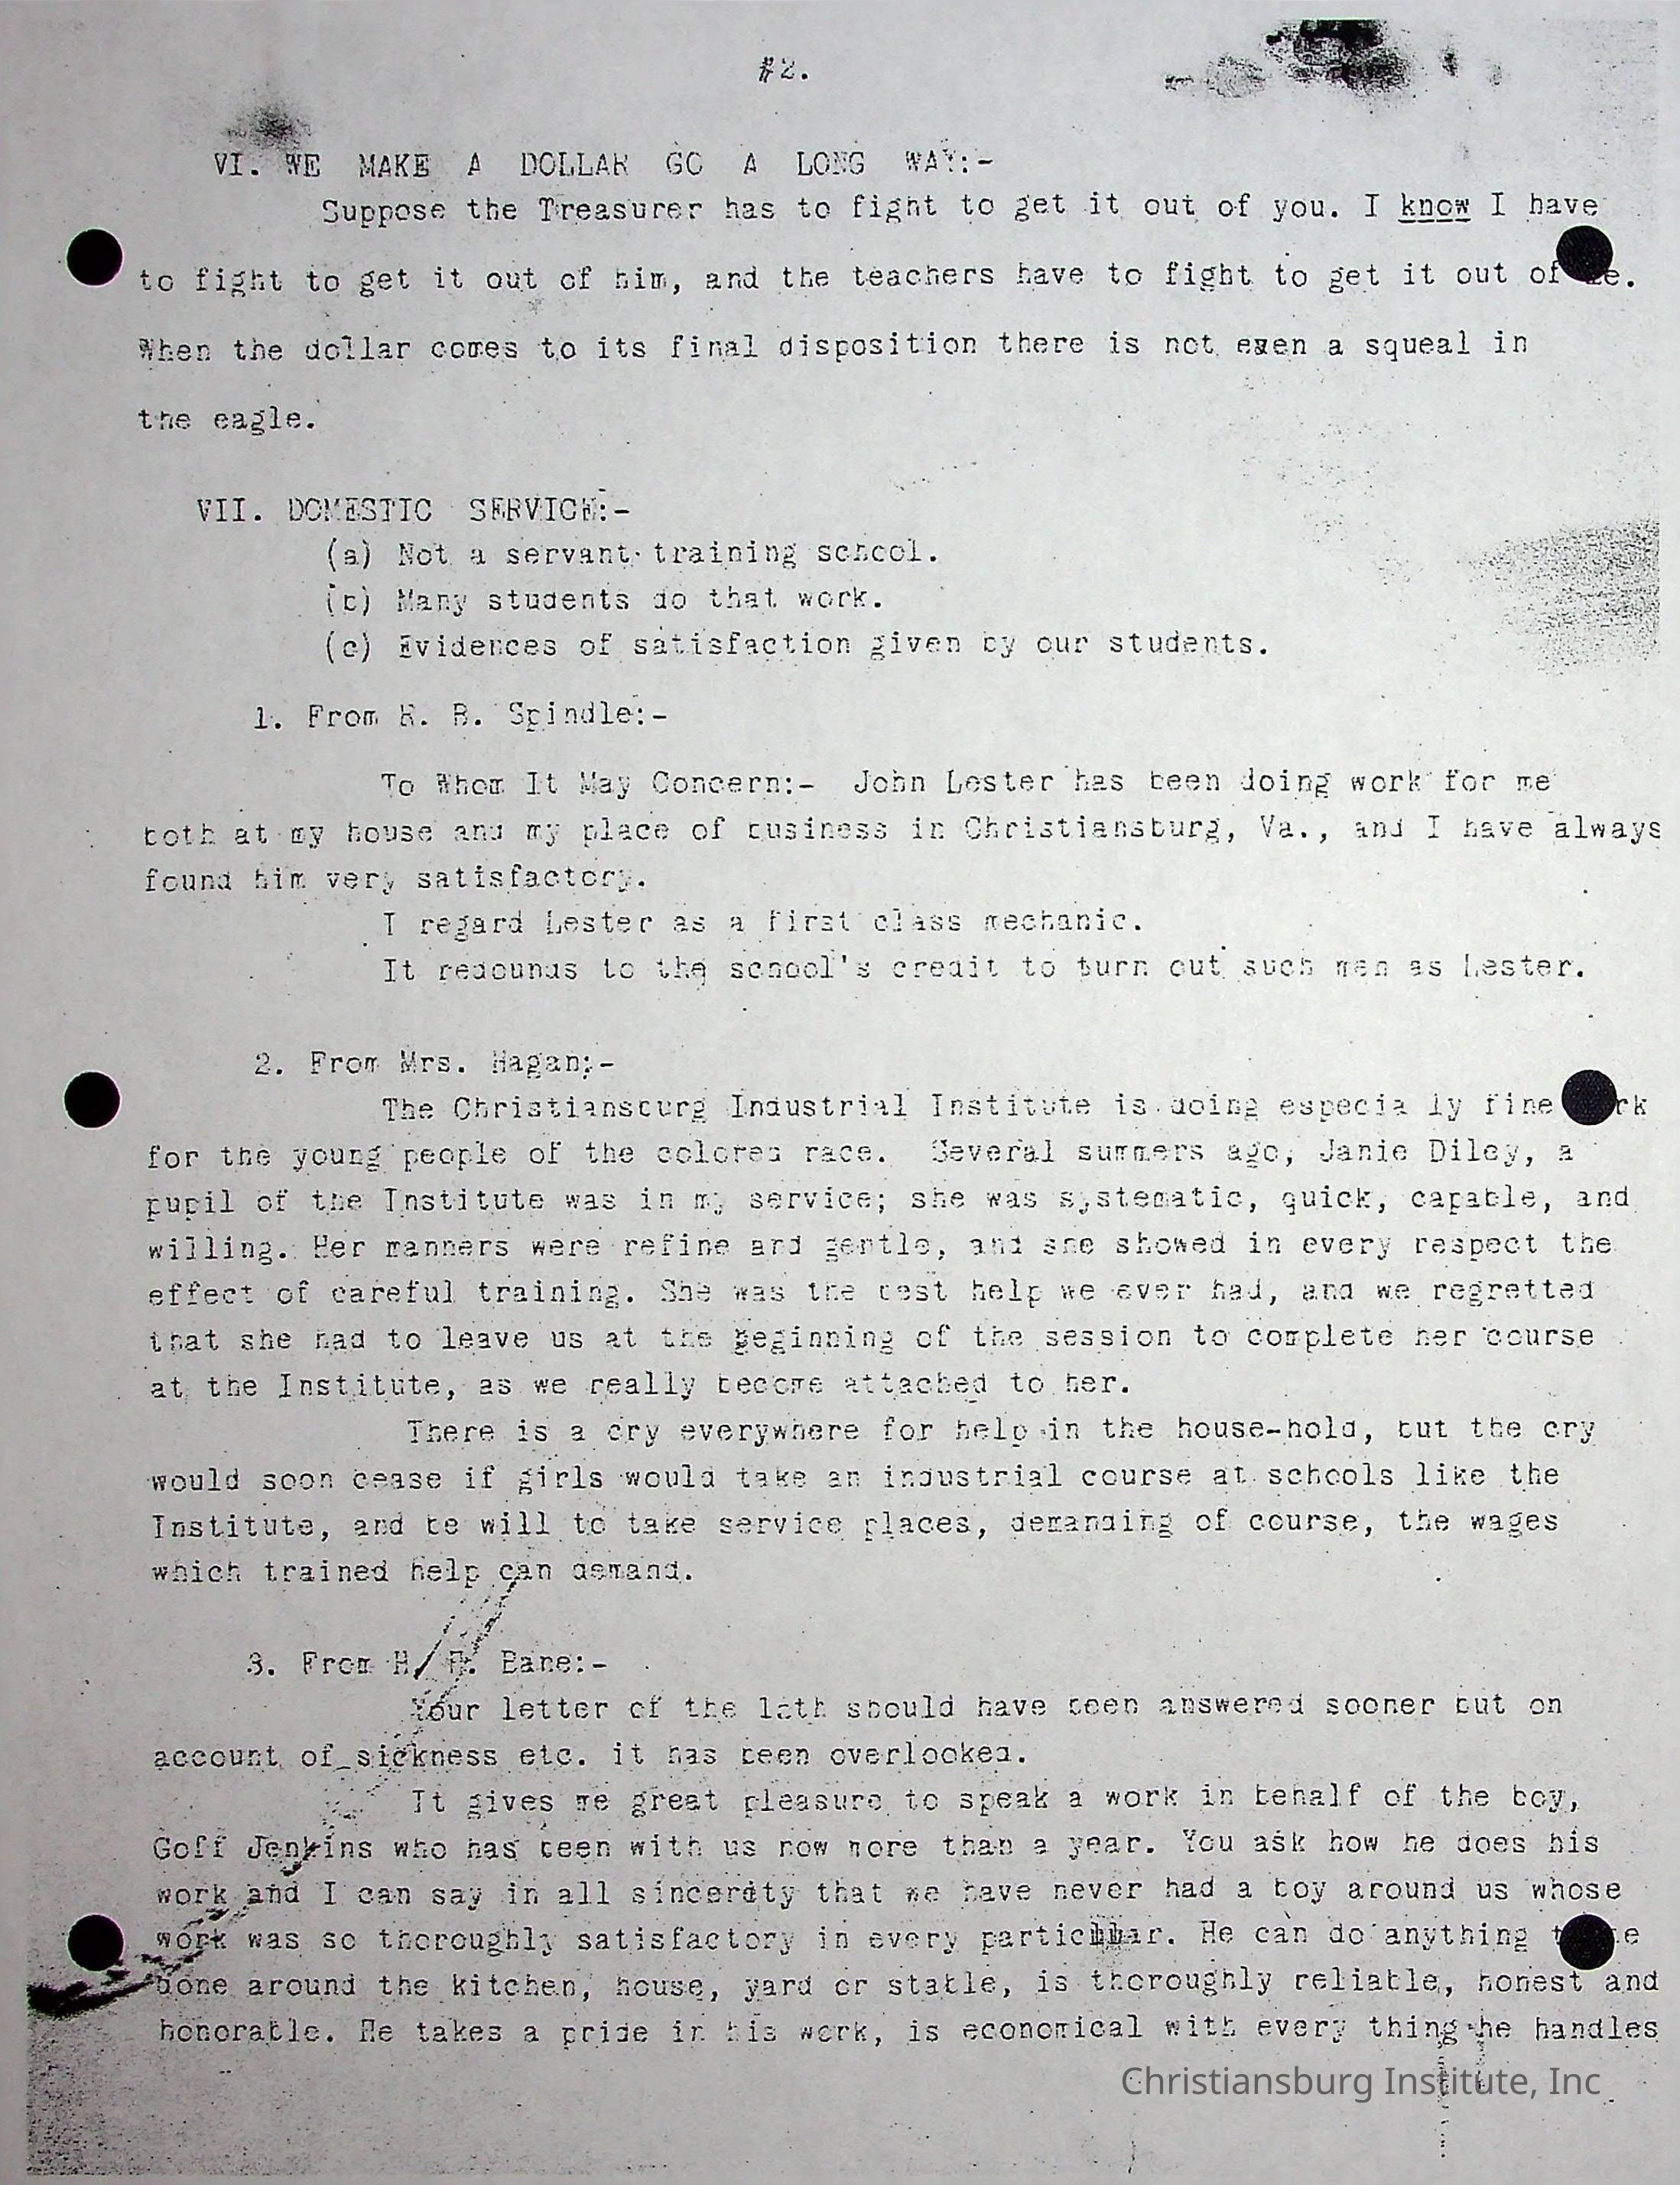 #2.
VI. WE MAKE A DOLLAR GO A LONG WAY:-
Suppose the Treasurer has to fight to get it out of you. I know I have
to fight to get it out of him, and the teachers have to fight to get it out of me.
When the dollar comes to its final disposition there is not even a squeal in
the eagle.
VII. DOMESTIC SERVICE:-
(a) Not a servant training school.
(b) Many students do that work.
(c) Evidences of satisfaction given by our students.
1. From R. B. Spindle:-
To Whom It May Concern:- John Lester has been doing work for me
both at my house and my place of business in Christiansburg, Va., and I have always
found him very satisfactory.
I regard Lester as a first class mechanic.
It redounds to the school's credit to turn out such men as Lester.
2. From Mrs. Hagan:-
The Christiansburg Industrial Institute is doing especia ly fine work
for the young people of the colored race. Several summers ago, Janie Diley, a
pupil of the Institute was in my service; she was systematic, quick, capable, and
willing. Her manners were refine and gentle, and she showed in every respect the
effect of careful training. She was the best help we ever had, and we regretted
that she had to leave us at the beginning of the session to complete her course
at the Institute, as we really become attached to her.
There is a cry everywhere for help in the house-hold, but the cry
would soon cease if girls would take an industrial course at schools like the
Institute, and be will to take service places, demanding of course, the wages
which trained help can demand.
3. From H. Bane:-
Your letter of the should have been answered sooner but on
account of sickness etc. it has been overlooked.
It gives me great pleasure to speak a work in behalf of the boy,
Goff Jenkins who has been with us now more than a year. You ask how he does his
work and I can say in all sincerity that we have never had a boy around us whose
work was so thoroughly satisfactory in every particular. He can do anything
done around the kitchen, house, yard or stable, is thoroughly reliable, honest and
honorable. He takes a pride in his work, is economical with every thing he handles
Christiansburg Institute, Inc